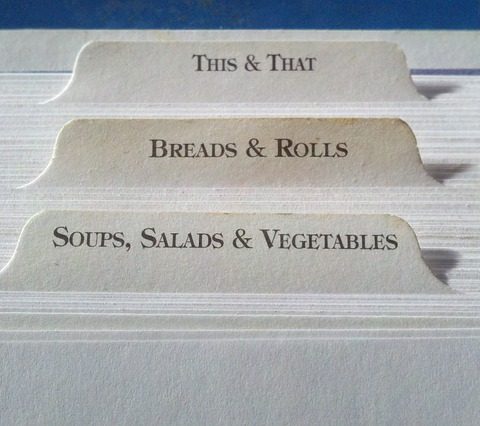 This & That
Breads & Rolls
Soups, Salads & Vegetables